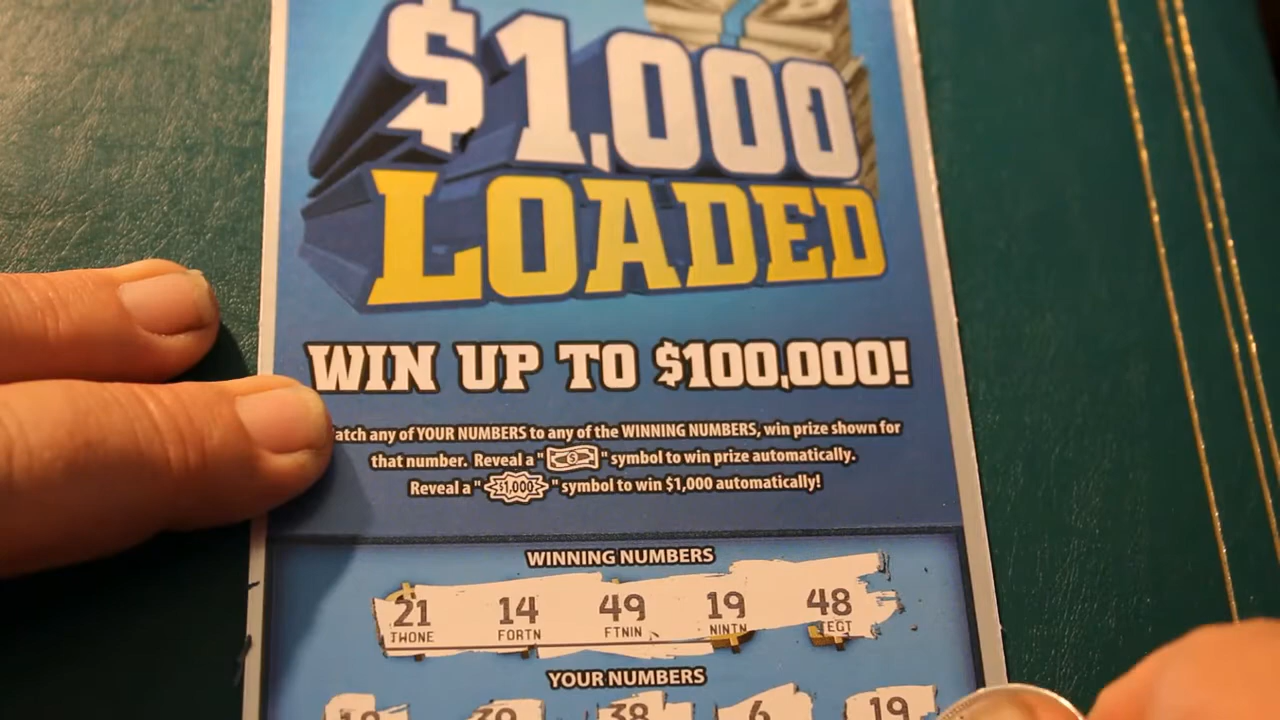 $1,000
LOADED
WIN UP TO $100,000!
atch any of YOUR NUMBERS to any of the WINNING NUMBERS, win prize shown for
that number. Reveal a " " symbol to win prize automatically.
Reveal a "$1,000" symbol to win $1,000 automatically!
WINNING NUMBERS
21 14 49 19 48
TWONE FORTN FTNIN NINTN
YOUR NUMBERS
38 6 19